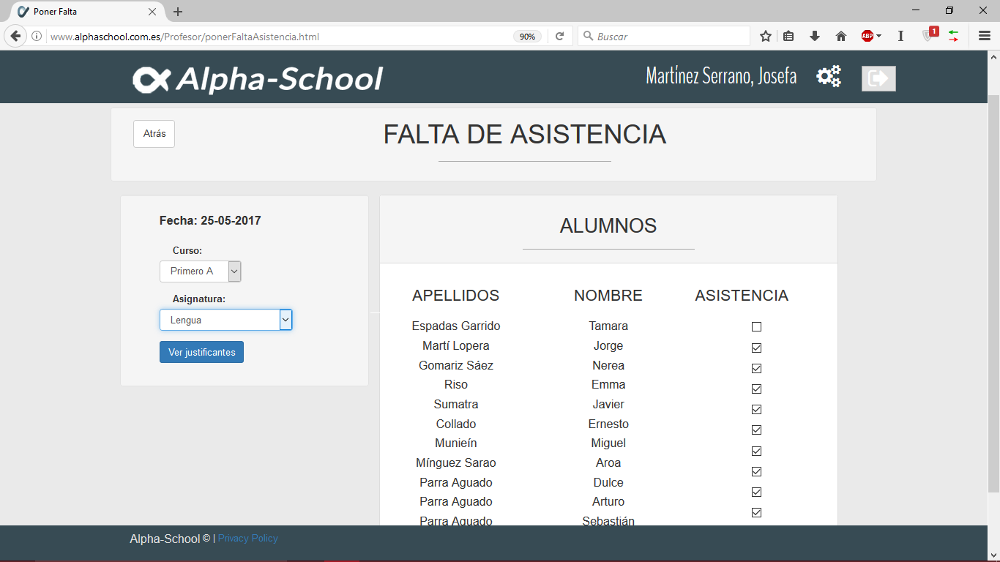 Poner Falta
www.alphaschool.com.es/Profesor/ponerFaltaAsistencia.html
90%
Buscar
ABP
1
Alpha-School
Martínez Serrano, Josefa
Atrás
FALTA DE ASISTENCIA
Fecha: 25-05-2017
Curso:
Primero A
Asignatura:
Lengua
Ver justificantes
ALUMNOS
APELLIDOS NOMBRE ASISTENCIA
Espadas Garrido Tamara
Martí Lopera Jorge
Gomariz Sáez Nerea
Riso Emma
Sumatra Javier
Collado Ernesto
Munieín Miguel
Mínguez Sarao Aroa
Parra Aguado Dulce
Parra Aguado Arturo
Parra Aguado Sebastián
Alpha-School © | Privacy Policy